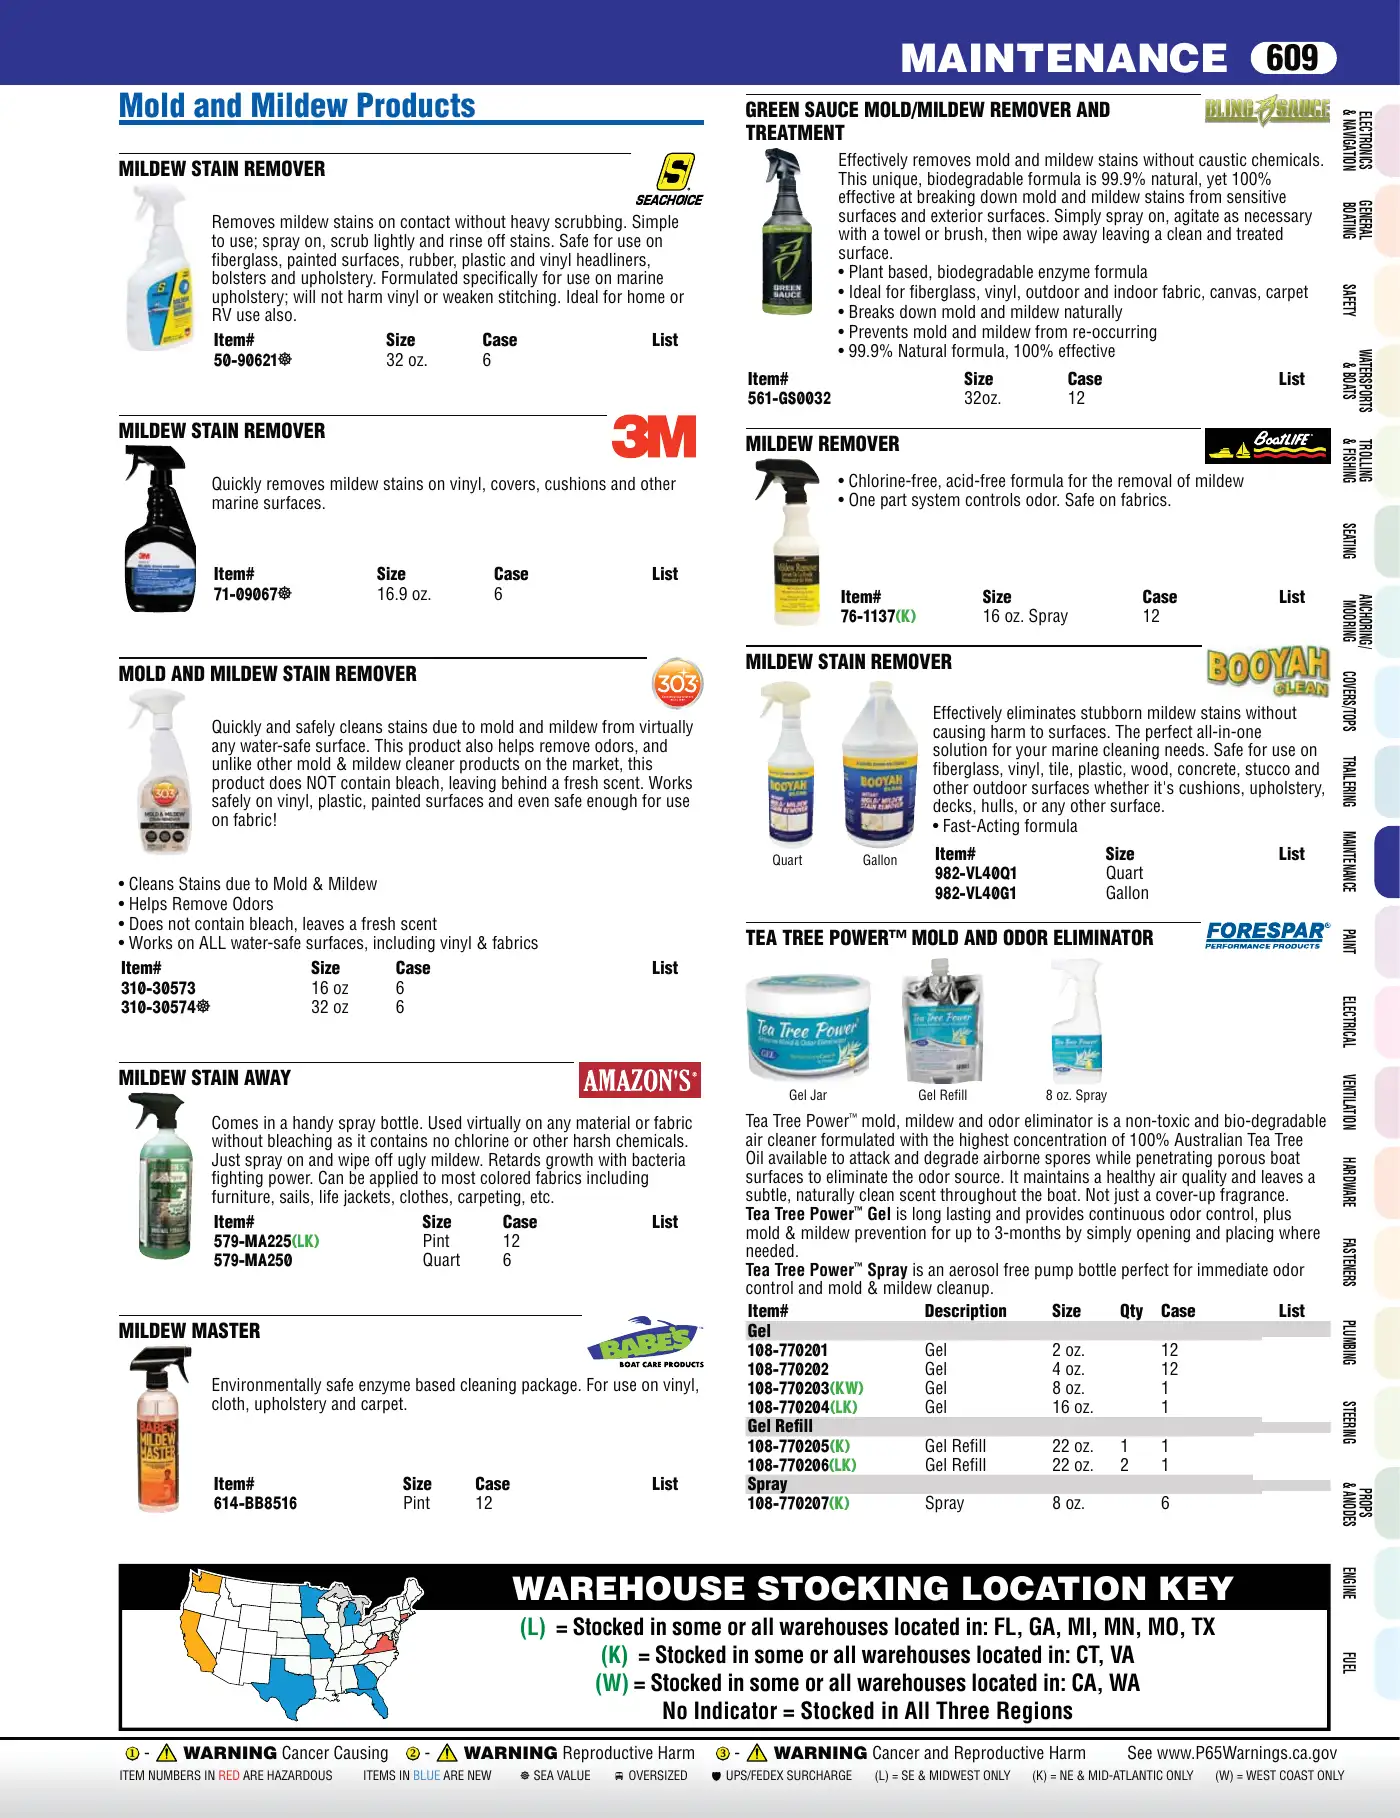 MAINTENANCE 609
Mold and Mildew Products
MILDEW STAIN REMOVER
SEACHOICE
Removes mildew stains on contact without heavy scrubbing. Simple
to use; spray on, scrub lightly and rinse off stains. Safe for use on
fiberglass, painted surfaces, rubber, plastic and vinyl headliners,
bolsters and upholstery. Formulated specifically for use on marine
upholstery; will not harm vinyl or weaken stitching. Ideal for home or
RV use also.
Item# Size Case List
50-90621 32 oz. 6
MILDEW STAIN REMOVER
3M
Quickly removes mildew stains on vinyl, covers, cushions and other
marine surfaces.
Item# Size Case List
71-09067 16.9 oz. 6
MOLD AND MILDEW STAIN REMOVER
303
Quickly and safely cleans stains due to mold and mildew from virtually
any water-safe surface. This product also helps remove odors, and
unlike other mold & mildew cleaner products on the market, this
product does NOT contain bleach, leaving behind a fresh scent. Works
safely on vinyl, plastic, painted surfaces and even safe enough for use
on fabric!
• Cleans Stains due to Mold & Mildew
• Helps Remove Odors
• Does not contain bleach, leaves a fresh scent
• Works on ALL water-safe surfaces, including vinyl & fabrics
Item# Size Case List
310-30573 16 oz 6
310-30574 32 oz 6
MILDEW STAIN AWAY
AMAZON'S®
Comes in a handy spray bottle. Used virtually on any material or fabric
without bleaching as it contains no chlorine or other harsh chemicals.
Just spray on and wipe off ugly mildew. Retards growth with bacteria
fighting power. Can be applied to most colored fabrics including
furniture, sails, life jackets, clothes, carpeting, etc.
Item# Size Case List
579-MA225(LK) Pint 12
579-MA250 Quart 6
MILDEW MASTER
BABE'S
BOAT CARE PRODUCTS
Environmentally safe enzyme based cleaning package. For use on vinyl,
cloth, upholstery and carpet.
BABE'S
MILDEW
MASTER
Item# Size Case List
614-BB8516 Pint 12
GREEN SAUCE MOLD/MILDEW REMOVER AND
TREATMENT
BLING SAUCE
Effectively removes mold and mildew stains without caustic chemicals.
This unique, biodegradable formula is 99.9% natural, yet 100%
effective at breaking down mold and mildew stains from sensitive
surfaces and exterior surfaces. Simply spray on, agitate as necessary
with a towel or brush, then wipe away leaving a clean and treated
surface.
GREEN
SAUCE
• Plant based, biodegradable enzyme formula
• Ideal for fiberglass, vinyl, outdoor and indoor fabric, canvas, carpet
• Breaks down mold and mildew naturally
• Prevents mold and mildew from re-occurring
• 99.9% Natural formula, 100% effective
Item# Size Case List
561-GS0032 32oz. 12
MILDEW REMOVER
BoatLIFE
• Chlorine-free, acid-free formula for the removal of mildew
• One part system controls odor. Safe on fabrics.
Mildew Remover
Item# Size Case List
76-1137(K) 16 oz. Spray 12
MILDEW STAIN REMOVER
BOOYAH
CLEAN
Effectively eliminates stubborn mildew stains without
causing harm to surfaces. The perfect all-in-one
solution for your marine cleaning needs. Safe for use on
fiberglass, vinyl, tile, plastic, wood, concrete, stucco and
other outdoor surfaces whether it's cushions, upholstery,
decks, hulls, or any other surface.
• Fast-Acting formula
Quart Gallon
Item# Size List
982-VL40Q1 Quart
982-VL40G1 Gallon
TEA TREE POWER™ MOLD AND ODOR ELIMINATOR
FORESPAR®
PERFORMANCE PRODUCTS
Tea Tree Power
GEL
Gel Jar Gel Refill 8 oz. Spray
Tea Tree Power™ mold, mildew and odor eliminator is a non-toxic and bio-degradable
air cleaner formulated with the highest concentration of 100% Australian Tea Tree
Oil available to attack and degrade airborne spores while penetrating porous boat
surfaces to eliminate the odor source. It maintains a healthy air quality and leaves a
subtle, naturally clean scent throughout the boat. Not just a cover-up fragrance.
Tea Tree Power™ Gel is long lasting and provides continuous odor control, plus
mold & mildew prevention for up to 3-months by simply opening and placing where
needed.
Tea Tree Power™ Spray is an aerosol free pump bottle perfect for immediate odor
control and mold & mildew cleanup.
Item# Description Size Qty Case List
Gel
108-770201 Gel 2 oz. 12
108-770202 Gel 4 oz. 12
108-770203(KW) Gel 8 oz. 1
108-770204(LK) Gel 16 oz. 1
Gel Refill
108-770205(K) Gel Refill 22 oz. 1 1
108-770206(LK) Gel Refill 22 oz. 2 1
Spray
108-770207(K) Spray 8 oz. 6
ELECTRONICS
& NAVIGATION
GENERAL
BOATING
SAFETY
WATERSPORTS
& BOATS
TROLLING
& FISHING
SEATING
ANCHORING/
MOORING
COVERS/TOPS
TRAILERING
MAINTENANCE
PAINT
ELECTRICAL
VENTILATION
HARDWARE
FASTENERS
PLUMBING
STEERING
PROPS
& ANODES
ENGINE
FUEL
WAREHOUSE STOCKING LOCATION KEY
(L) = Stocked in some or all warehouses located in: FL, GA, MI, MN, MO, TX
(K) = Stocked in some or all warehouses located in: CT, VA
(W) = Stocked in some or all warehouses located in: CA, WA
No Indicator = Stocked in All Three Regions
1 - WARNING Cancer Causing 2 - WARNING Reproductive Harm 3 - WARNING Cancer and Reproductive Harm See www.P65Warnings.ca.gov
ITEM NUMBERS IN RED ARE HAZARDOUS ITEMS IN BLUE ARE NEW SEA VALUE OVERSIZED UPS/FEDEX SURCHARGE (L) = SE & MIDWEST ONLY (K) = NE & MID-ATLANTIC ONLY (W) = WEST COAST ONLY